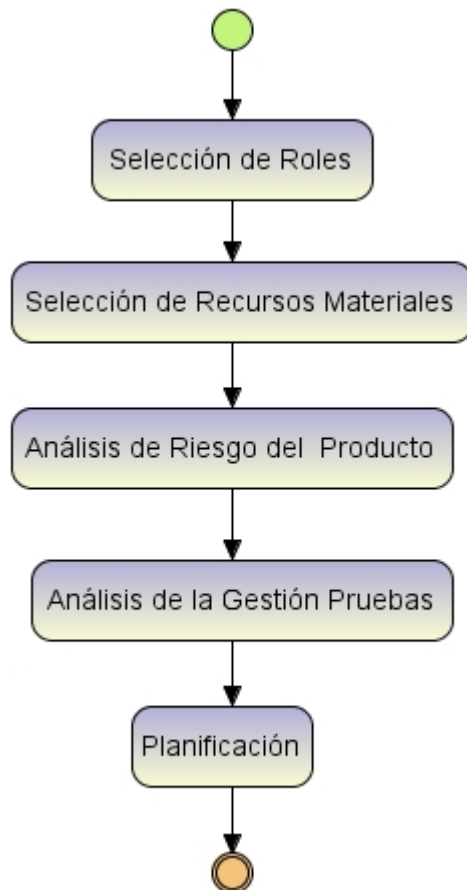 Selección de Roles
Selección de Recursos Materiales
Análisis de Riesgo del  Producto
Análisis de la Gestión Pruebas
Planificación